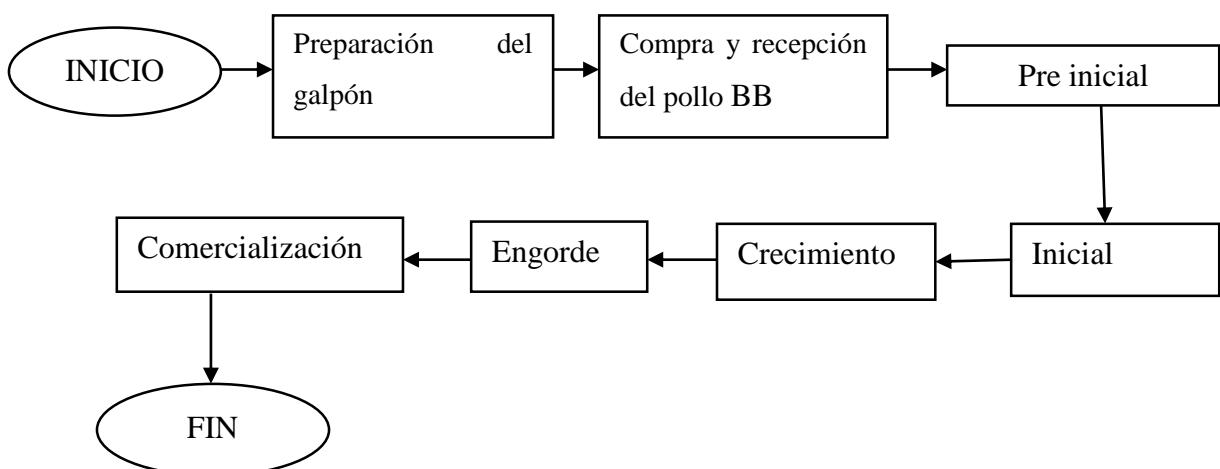 INICIO
Preparación del
galpón
Compra y recepción
del pollo BB
Pre inicial
Inicial
Crecimiento
Engorde
Comercialización
FIN